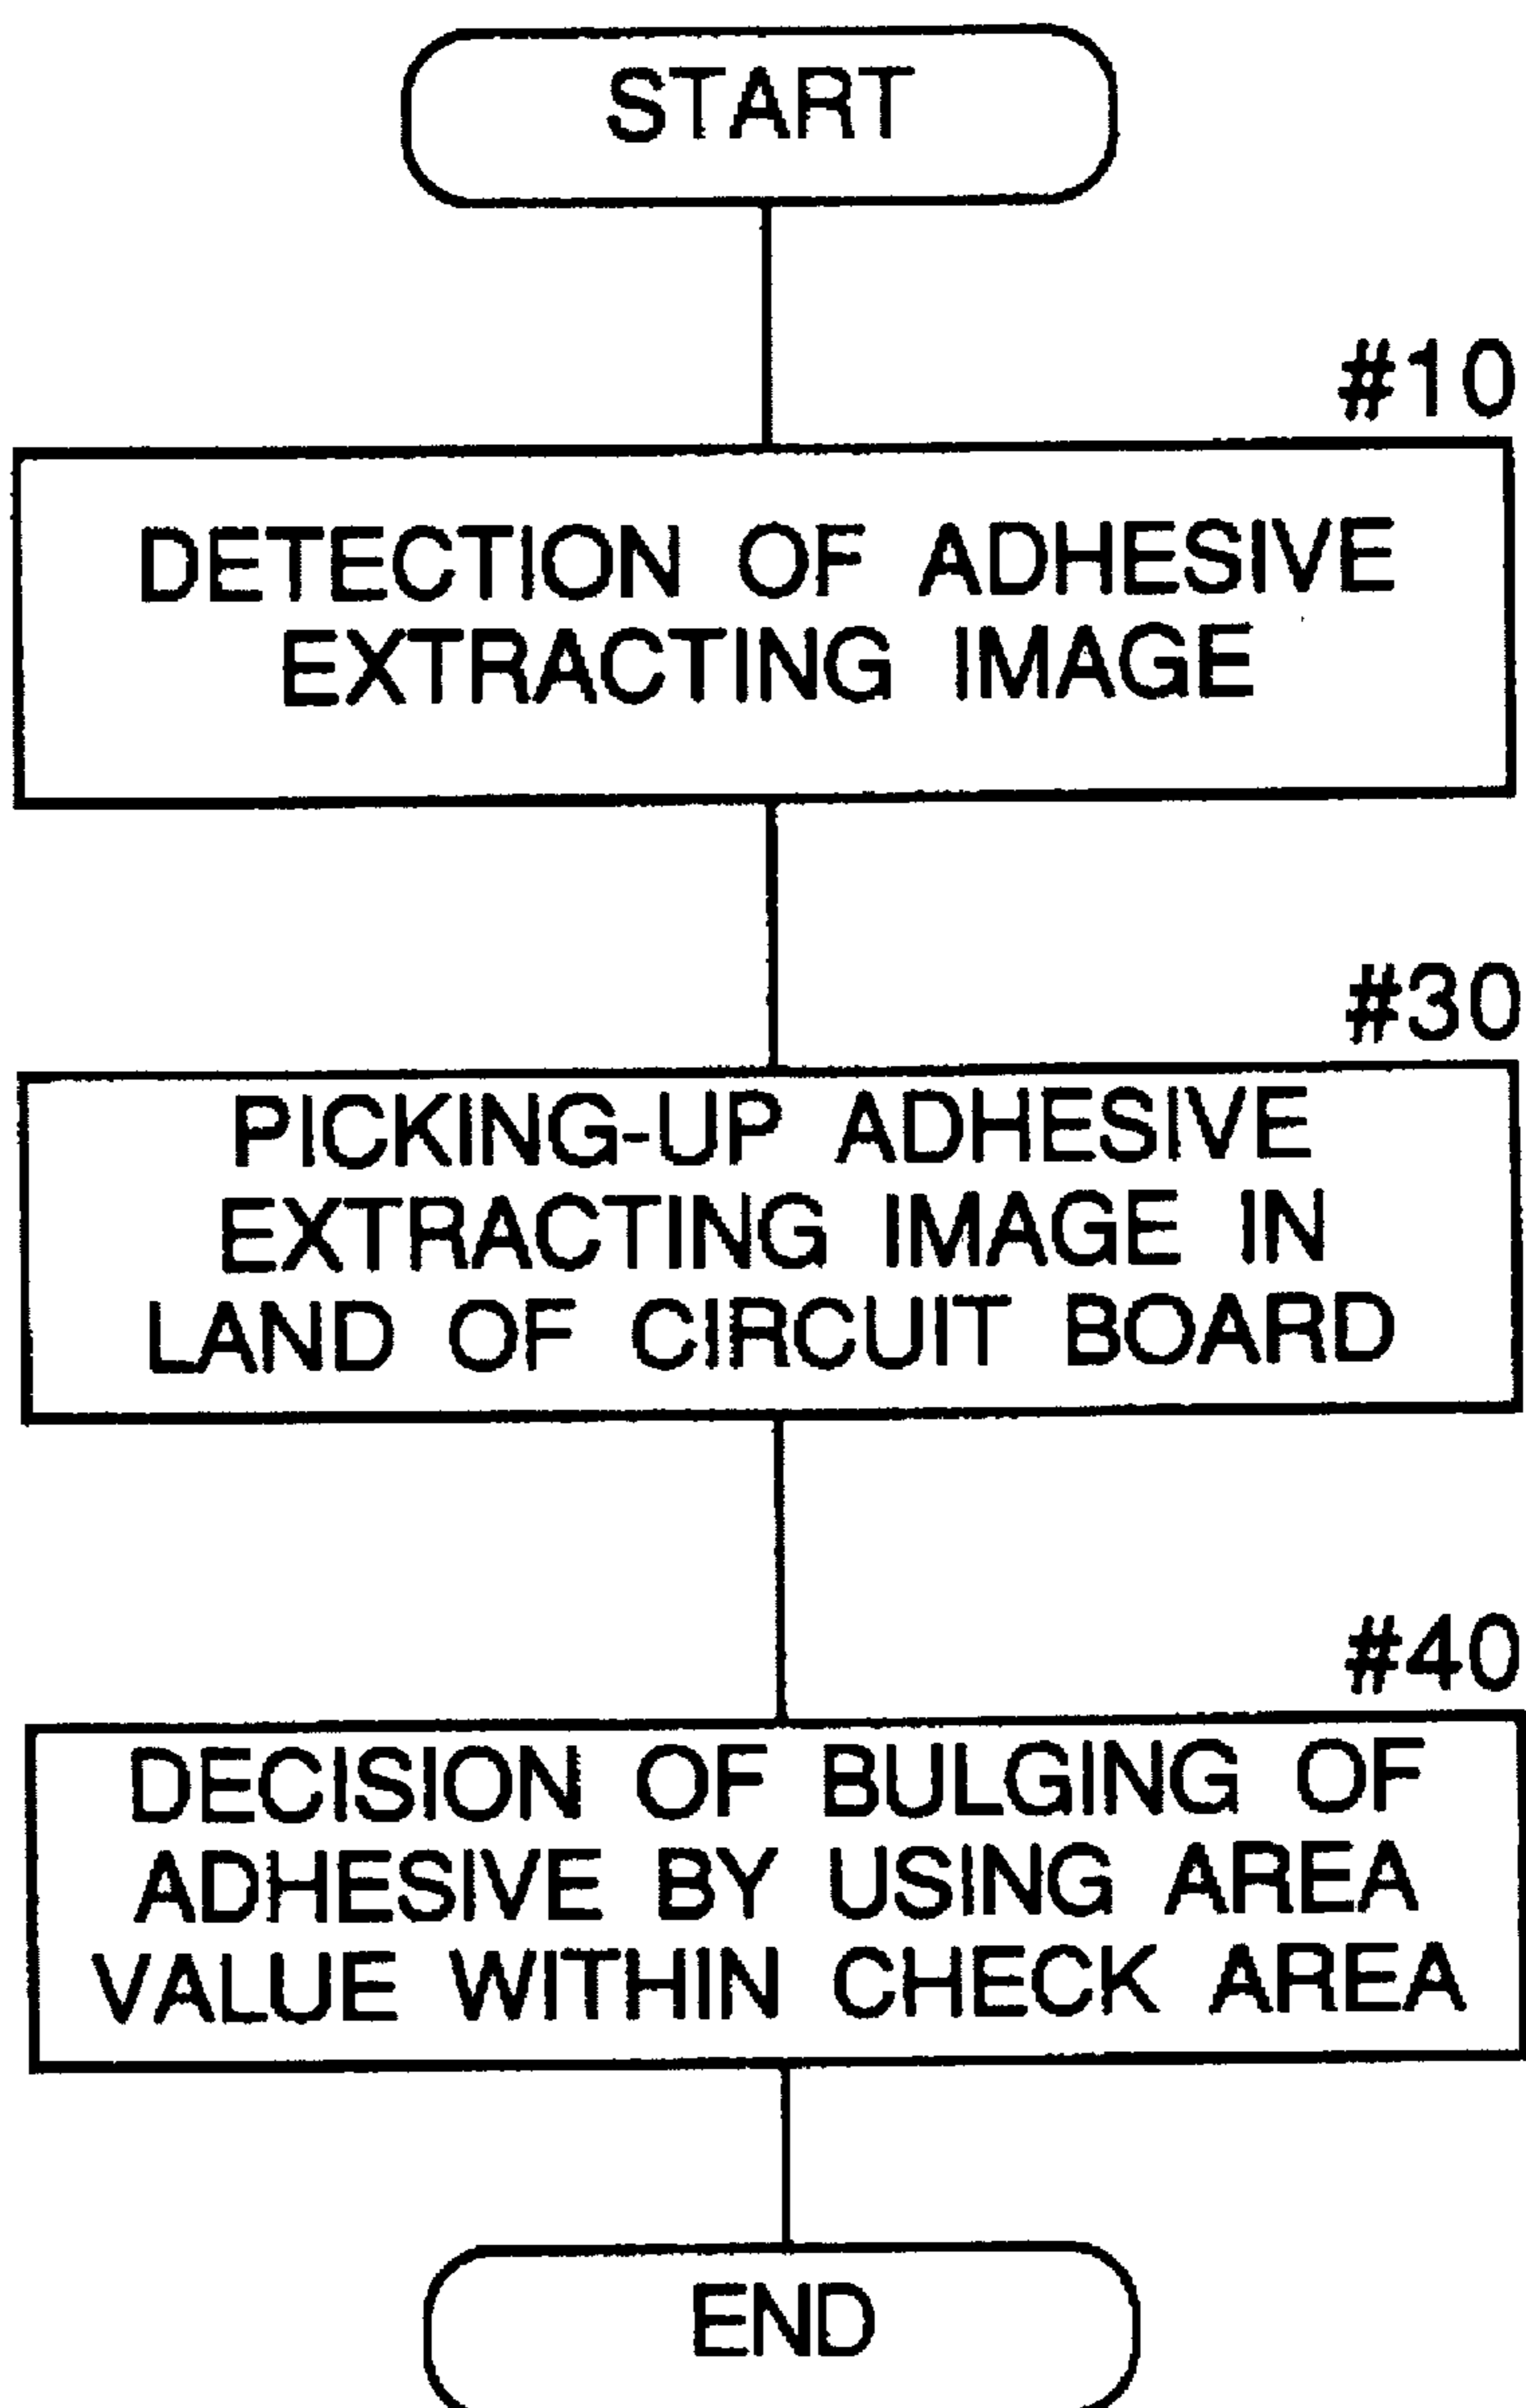 START
#10
DETECTION OF ADHESIVE
EXTRACTING IMAGE
#30
PICKING-UP ADHESIVE
EXTRACTING IMAGE IN
LAND OF CIRCUIT BOARD
#40
DECISION OF BULGING OF
ADHESIVE BY USING AREA
VALUE WITHIN CHECK AREA
END